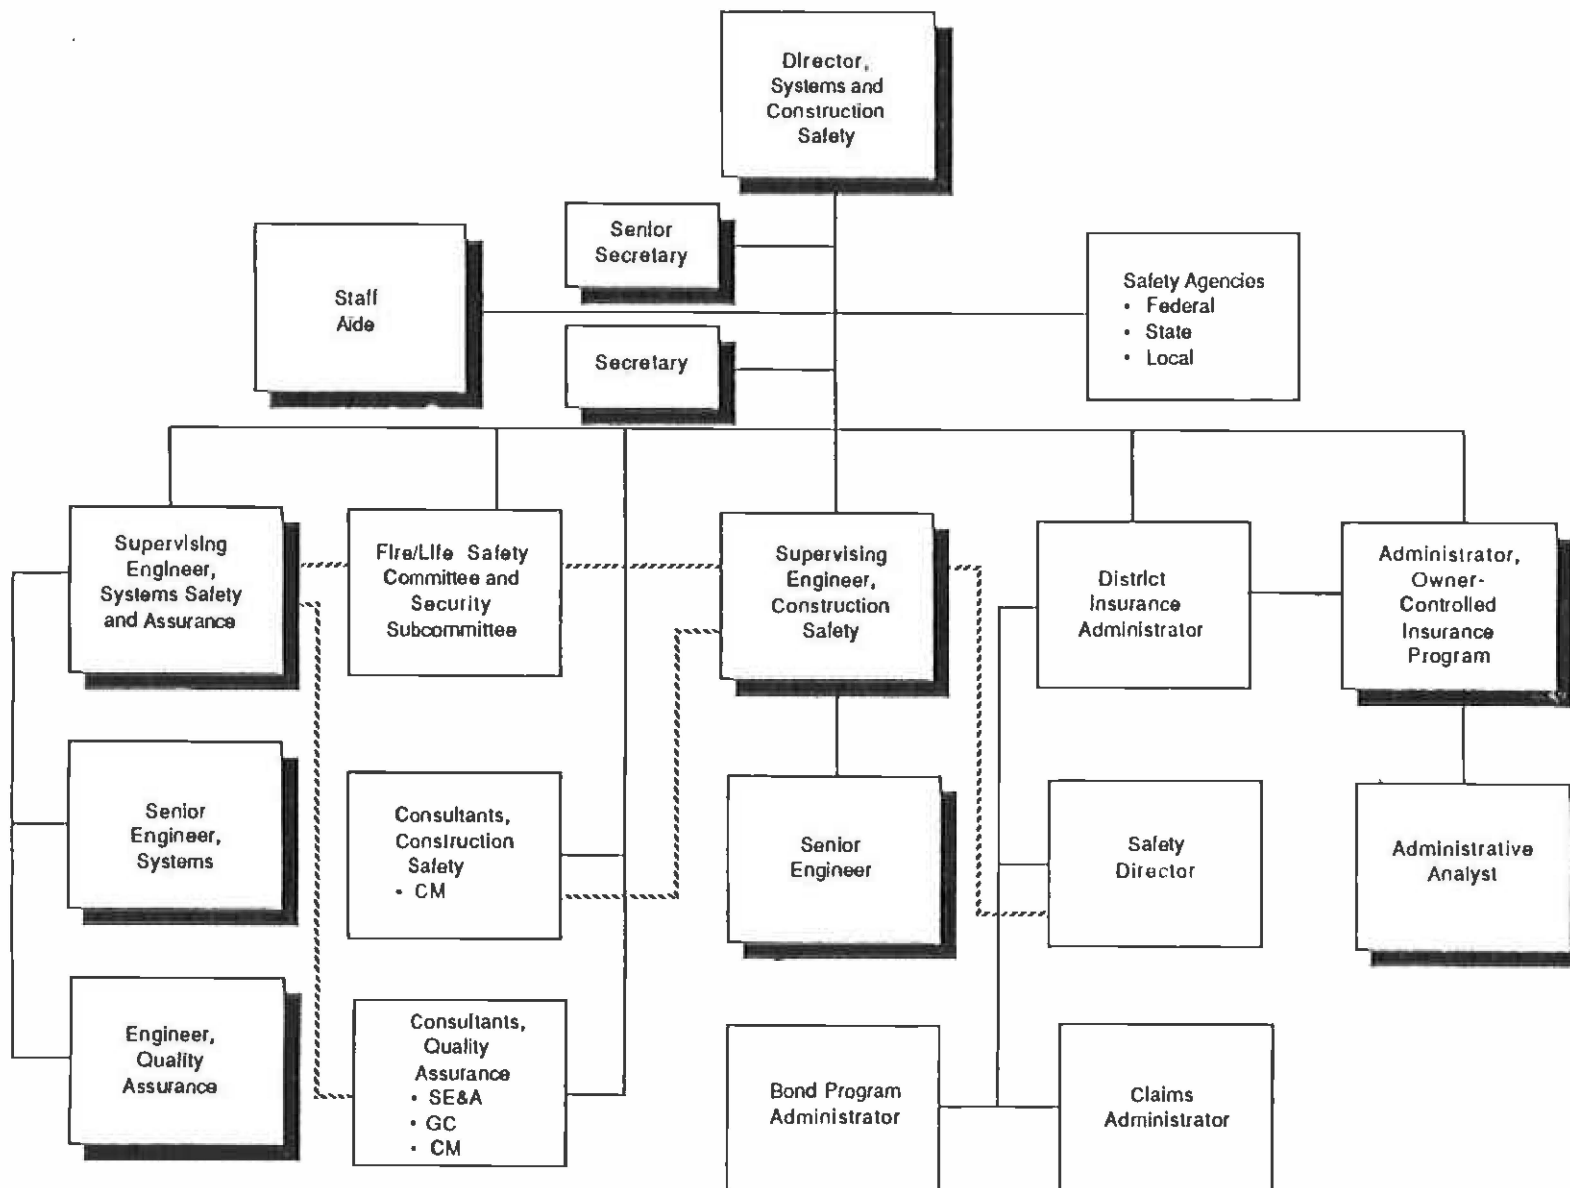 Director,
Systems and
Construction
Safety
Senior
Secretary
Staff
Aide
Safety Agencies
• Federal
• State
• Local
Secretary
Supervising
Engineer,
Systems Safety
and Assurance
Fire/Life Safety
Committee and
Security
Subcommittee
Supervising
Engineer,
Construction
Safety
District
Insurance
Administrator
Administrator,
Owner-
Controlled
Insurance
Program
Senior
Engineer,
Systems
Consultants,
Construction
Safety
• CM
Senior
Engineer
Safety
Director
Administrative
Analyst
Engineer,
Quality
Assurance
Consultants,
Quality
Assurance
• SE&A
• GC
• CM
Bond Program
Administrator
Claims
Administrator